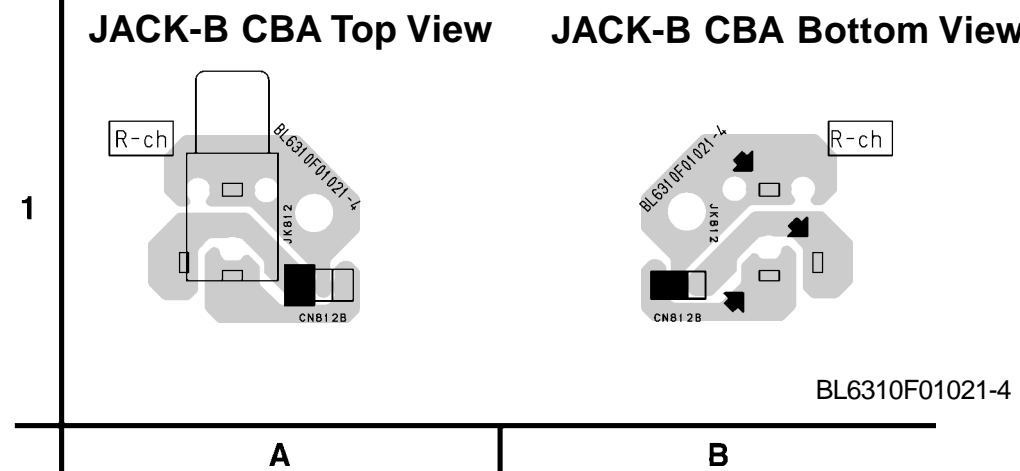 JACK-B CBA Top View
JACK-B CBA Bottom View
R-ch
BL6310F01021-4
JK812
CN812B
BL6310F01021-4
R-ch
JK812
CN812B
1
BL6310F01021-4
A
B